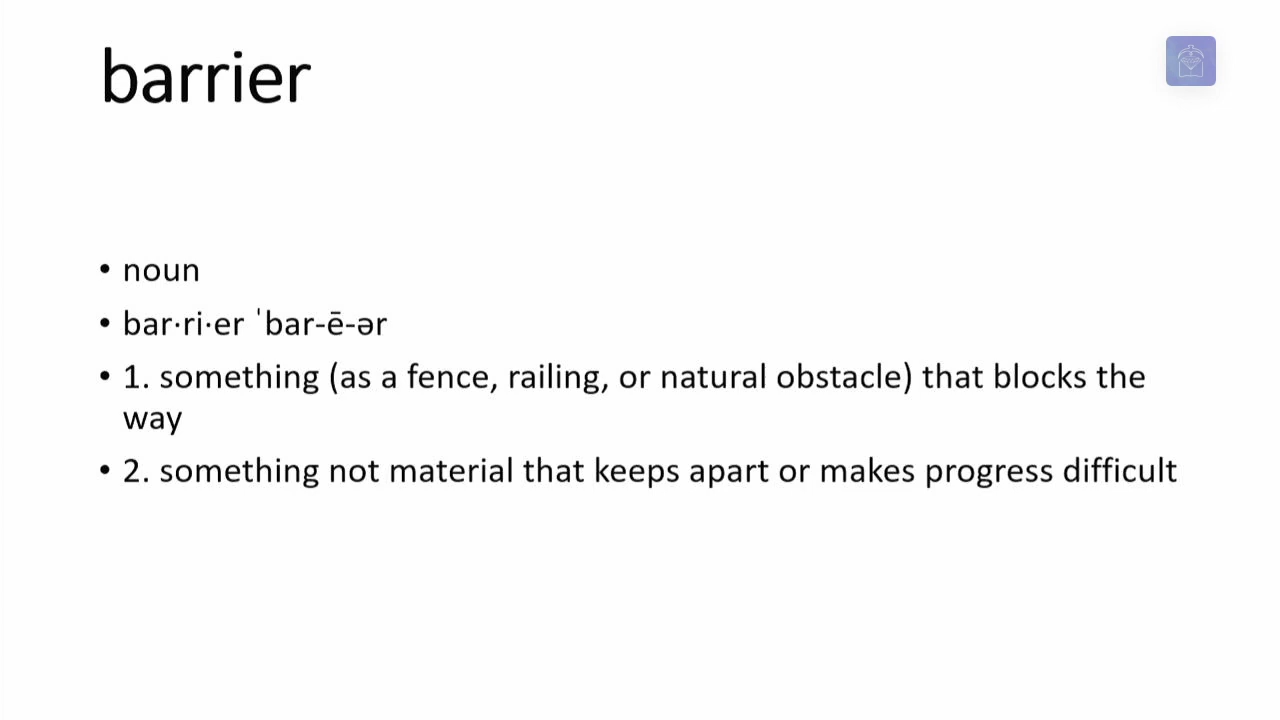 barrier
• noun
• bar·ri·er ˈbar-ē-ər
• 1. something (as a fence, railing, or natural obstacle) that blocks the
way
• 2. something not material that keeps apart or makes progress difficult